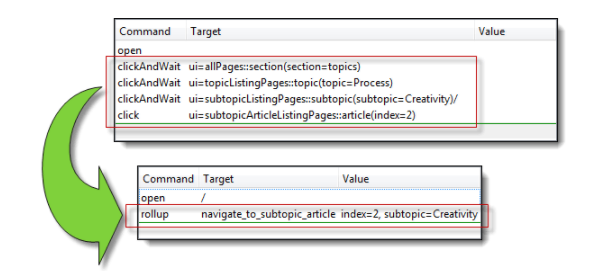 Command Target Value
open
clickAndWait ui=allPages::section(section=topics)
clickAndWait ui=topicListingPages::topic(topic=Process)
clickAndWait ui=subtopicListingPages::subtopic(subtopic=Creativity)/
click ui=subtopicArticleListingPages::article(index=2)
Command Target Value
open /
rollup navigate_to_subtopic_article index=2, subtopic=Creativity